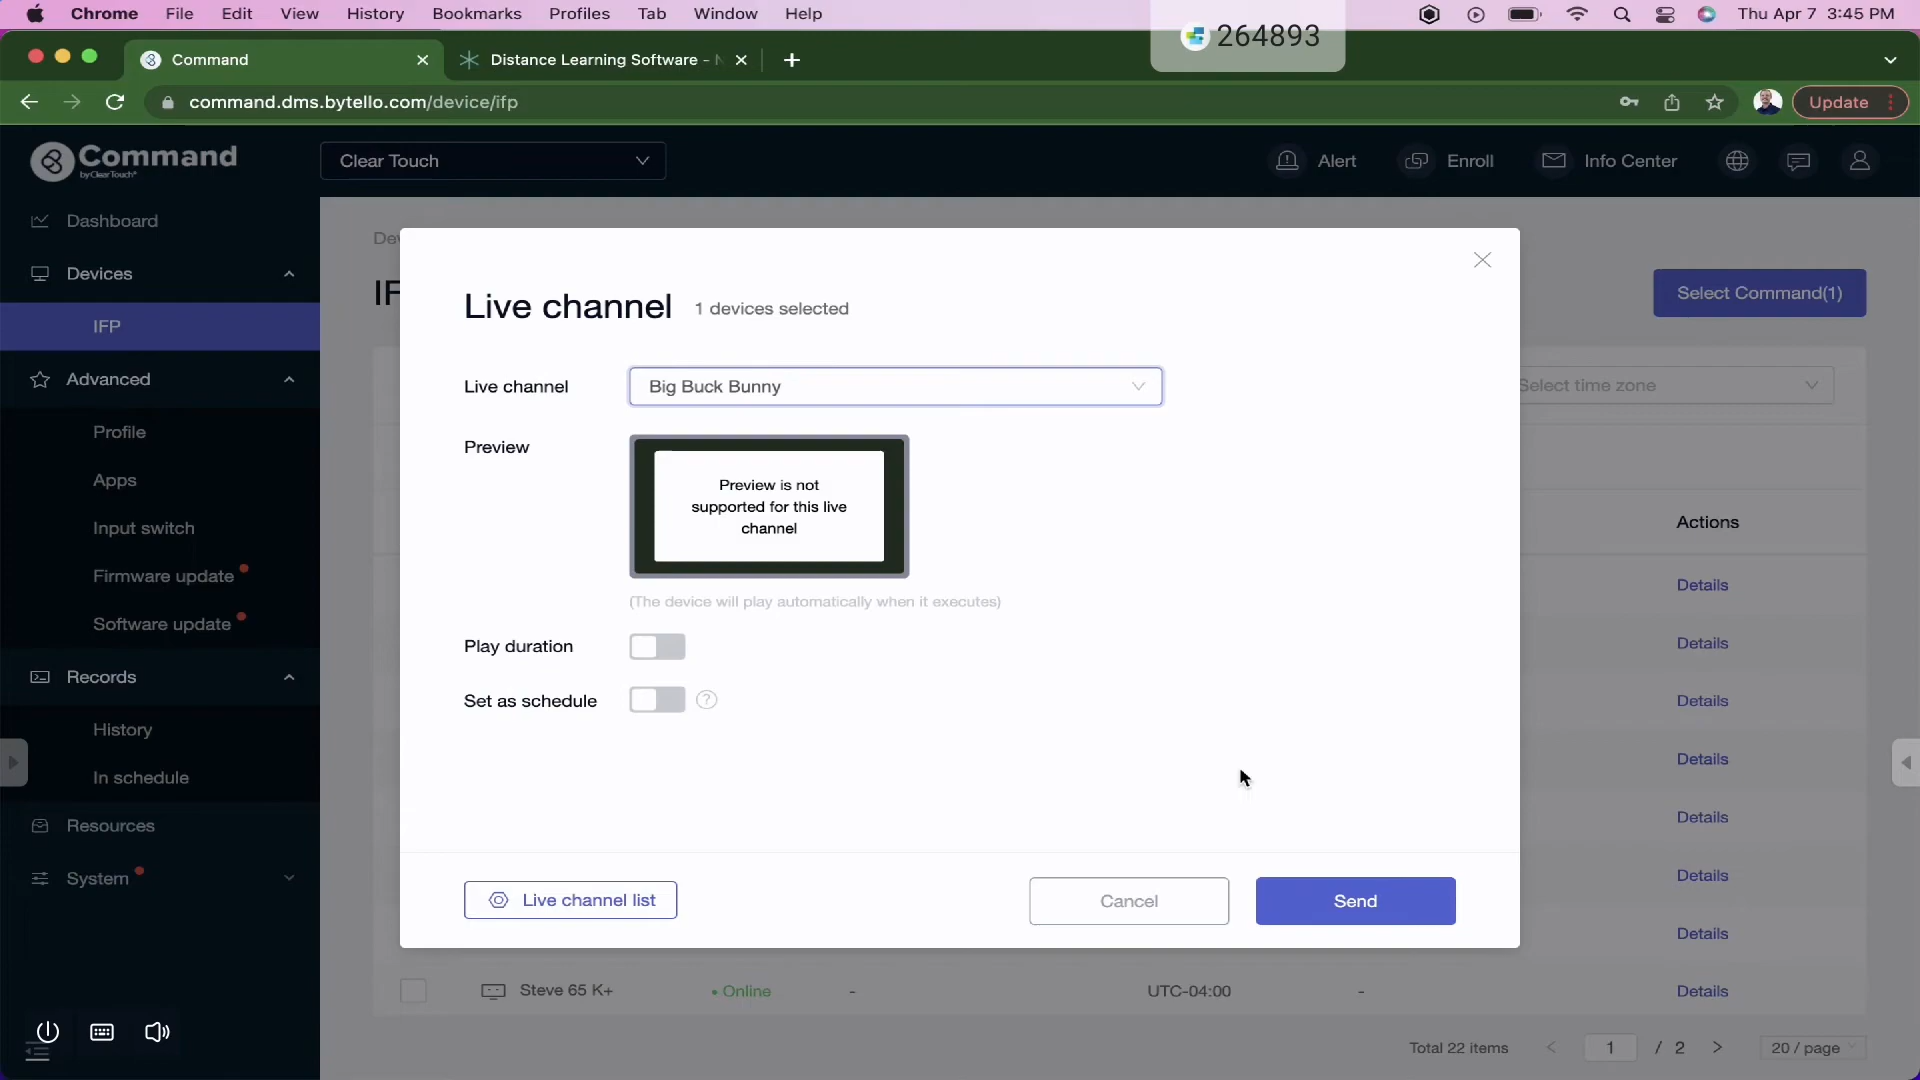 Chrome File Edit View History Bookmarks Profiles Tab Window Help
Thu Apr 7 3:45 PM
264893
Command
Distance Learning Software -
command.dms.bytello.com/device/ifp
Update
Command
by ClearTouch
Clear Touch
Alert
Enroll
Info Center
Dashboard
Devices
IFP
Advanced
Profile
Apps
Input switch
Firmware update
Software update
Records
History
In schedule
Resources
System
Select Command(1)
Select time zone
Live channel 1 devices selected
Live channel Big Buck Bunny
Preview
Preview is not
supported for this live
channel
(The device will play automatically when it executes)
Play duration
Set as schedule ?
Live channel list
Cancel
Send
Actions
Details
Details
Details
Details
Details
Details
Details
Steve 65 K+ • Online - UTC-04:00 - Details
Total 22 items < 1 / 2 > 20 / page